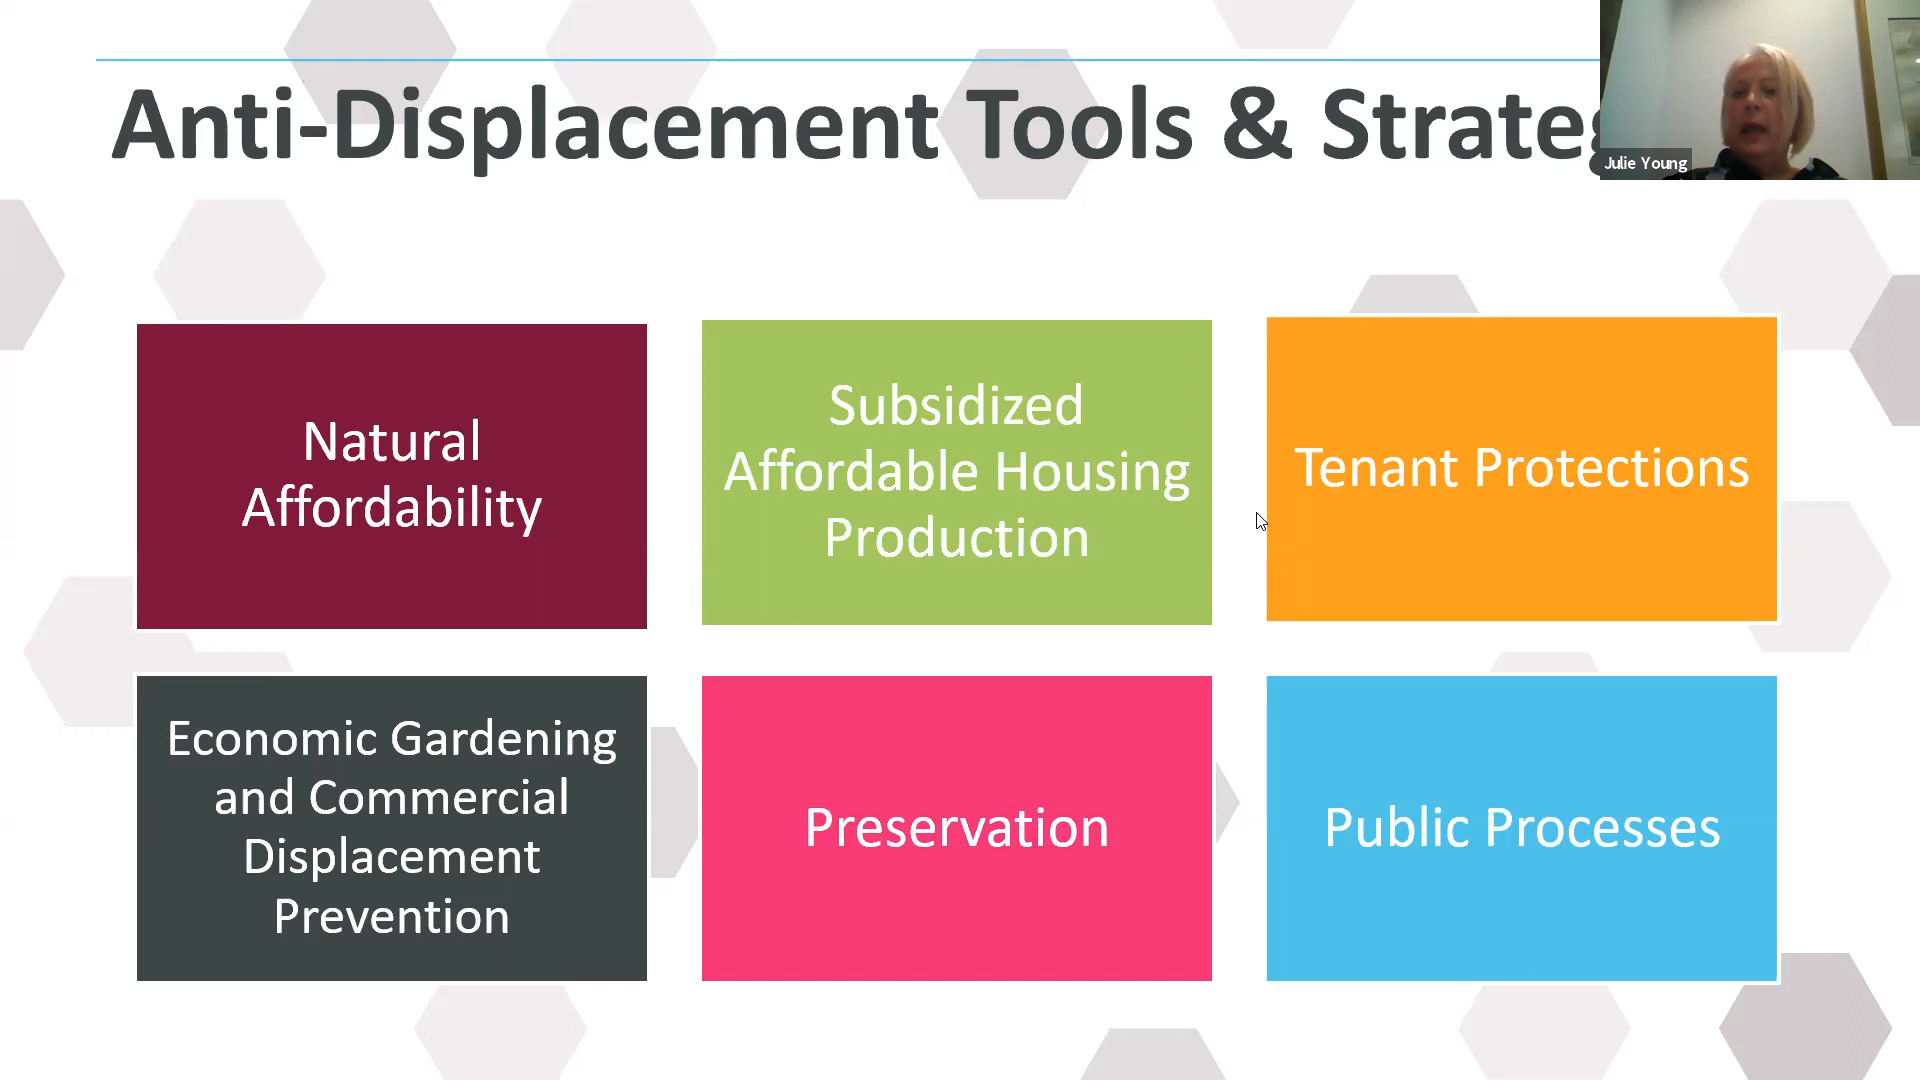 Anti-Displacement Tools & Strateg
Julie Young
Natural
Affordability
Subsidized
Affordable Housing
Production
Tenant Protections
Economic Gardening
and Commercial
Displacement
Prevention
Preservation
Public Processes